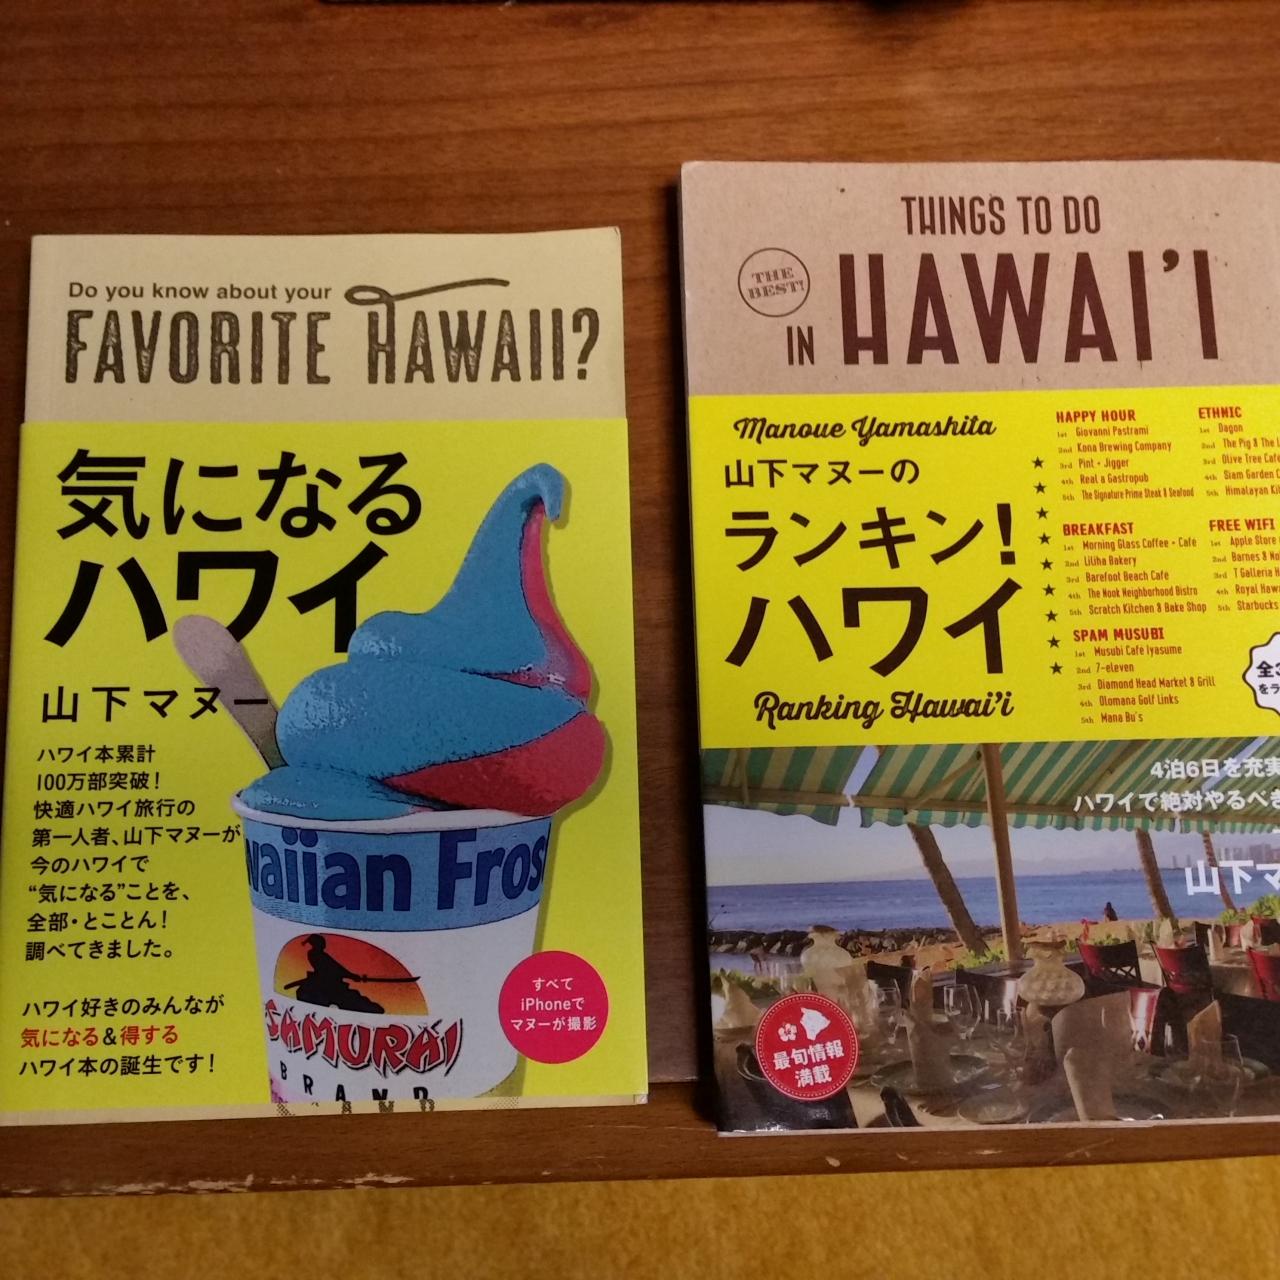 Do you know about your
FAVORITE HAWAII?
気になる
ハワイ
山下マヌー
ハワイ本累計
100万部突破！
快適ハワイ旅行の
第一人者、山下マヌーが
今のハワイで
“気になる”ことを、
全部・とことん！
調べてきました。
ハワイ好きのみんなが
気になる＆得する
ハワイ本の誕生です！
waiian Fros
SAMURAI
BRAND
すべて
iPhoneで
マヌーが撮影
THINGS TO DO
THE BEST!
IN HAWAI'I
Manoue Yamashita
山下マヌーの
ランキン！
ハワイ
Ranking Hawai'i
HAPPY HOUR
1st Giovanni Pastrami
2nd Kona Brewing Company
3rd Pint + Jigger
4th Real a Gastropub
5th The Signature Prime Steak & Seafood
BREAKFAST
1st Morning Glass Coffee + Café
2nd Liliha Bakery
3rd Barefoot Beach Café
4th The Nook Neighborhood Bistro
5th Scratch Kitchen & Bake Shop
SPAM MUSUBI
1st Musubi Café Iyasume
2nd 7-eleven
3rd Diamond Head Market & Grill
4th Olomana Golf Links
5th Mana Bu's
ETHNIC
1st Dagon
2nd The Pig & The L
3rd Olive Tree Cafe
4th Siam Garden C
5th Himalayan Kit
FREE WIFI
1st Apple Store
2nd Barnes & No
3rd T Galleria H
4th Royal Hawa
5th Starbucks
4泊6日を充実
ハワイで絶対やるべき
山下マ
最旬情報
満載